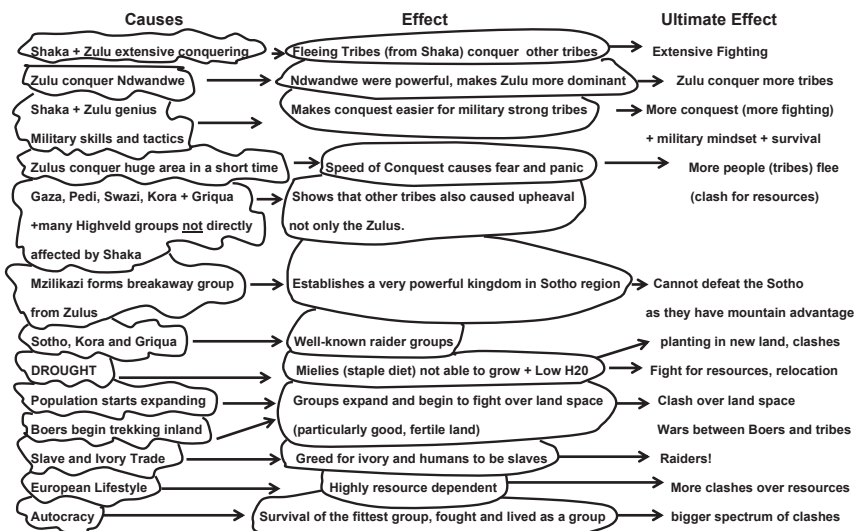 Causes Effect Ultimate Effect
Shaka + Zulu extensive conquering Fleeing Tribes (from Shaka) conquer other tribes Extensive Fighting
Zulu conquer Ndwandwe Ndwandwe were powerful, makes Zulu more dominant Zulu conquer more tribes
Shaka + Zulu genius Makes conquest easier for military strong tribes More conquest (more fighting)
Military skills and tactics + military mindset + survival
Zulus conquer huge area in a short time Speed of Conquest causes fear and panic More people (tribes) flee
Gaza, Pedi, Swazi, Kora + Griqua Shows that other tribes also caused upheaval (clash for resources)
+many Highveld groups not directly not only the Zulus.
affected by Shaka
Mzilikazi forms breakaway group Establishes a very powerful kingdom in Sotho region Cannot defeat the Sotho
from Zulus as they have mountain advantage
Sotho, Kora and Griqua Well-known raider groups planting in new land, clashes
DROUGHT Mielies (staple diet) not able to grow + Low H20 Fight for resources, relocation
Population starts expanding Groups expand and begin to fight over land space Clash over land space
Boers begin trekking inland (particularly good, fertile land) Wars between Boers and tribes
Slave and Ivory Trade Greed for ivory and humans to be slaves Raiders!
European Lifestyle Highly resource dependent More clashes over resources
Autocracy Survival of the fittest group, fought and lived as a group bigger spectrum of clashes